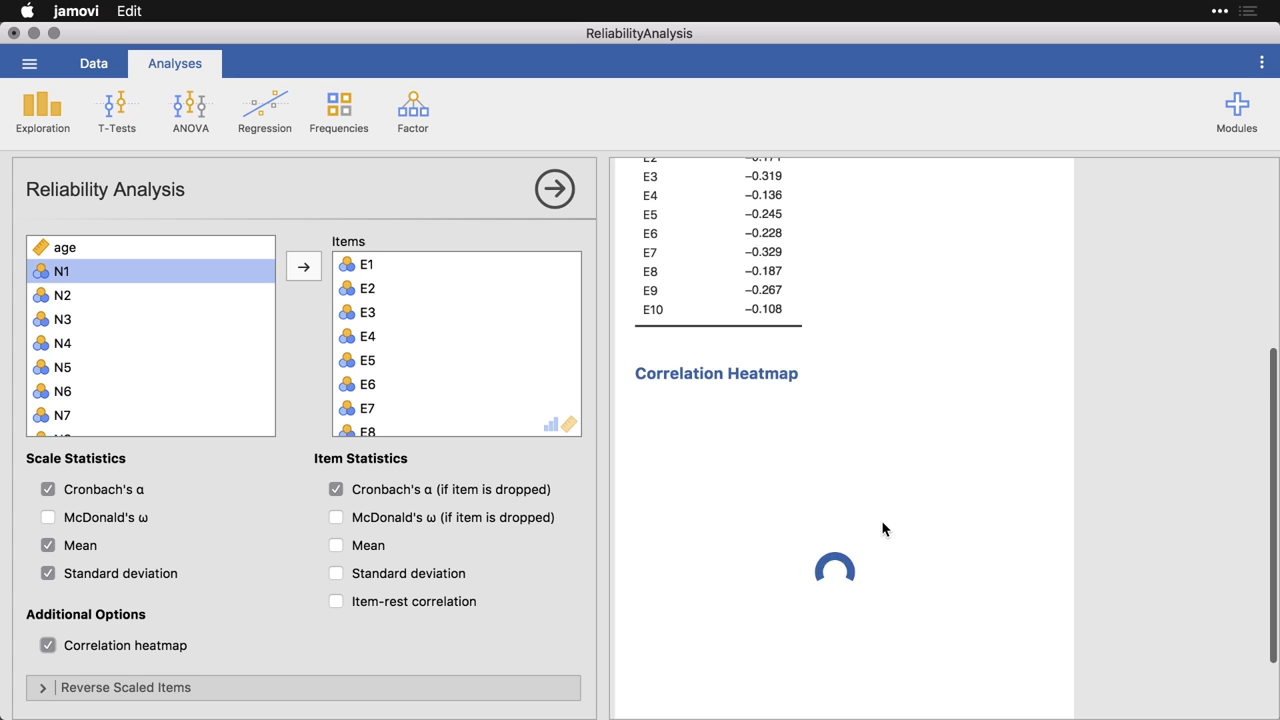 jamovi Edit
ReliabilityAnalysis
Data Analyses
Exploration T-Tests ANOVA Regression Frequencies Factor Modules
Reliability Analysis
Items
age
N1
N2
N3
N4
N5
N6
N7
E1
E2
E3
E4
E5
E6
E7
E8
Scale Statistics
Cronbach's α
McDonald's ω
Mean
Standard deviation
Item Statistics
Cronbach's α (if item is dropped)
McDonald's ω (if item is dropped)
Mean
Standard deviation
Item-rest correlation
Additional Options
Correlation heatmap
Reverse Scaled Items
E2 -0.171
E3 -0.319
E4 -0.136
E5 -0.245
E6 -0.228
E7 -0.329
E8 -0.187
E9 -0.267
E10 -0.108
Correlation Heatmap